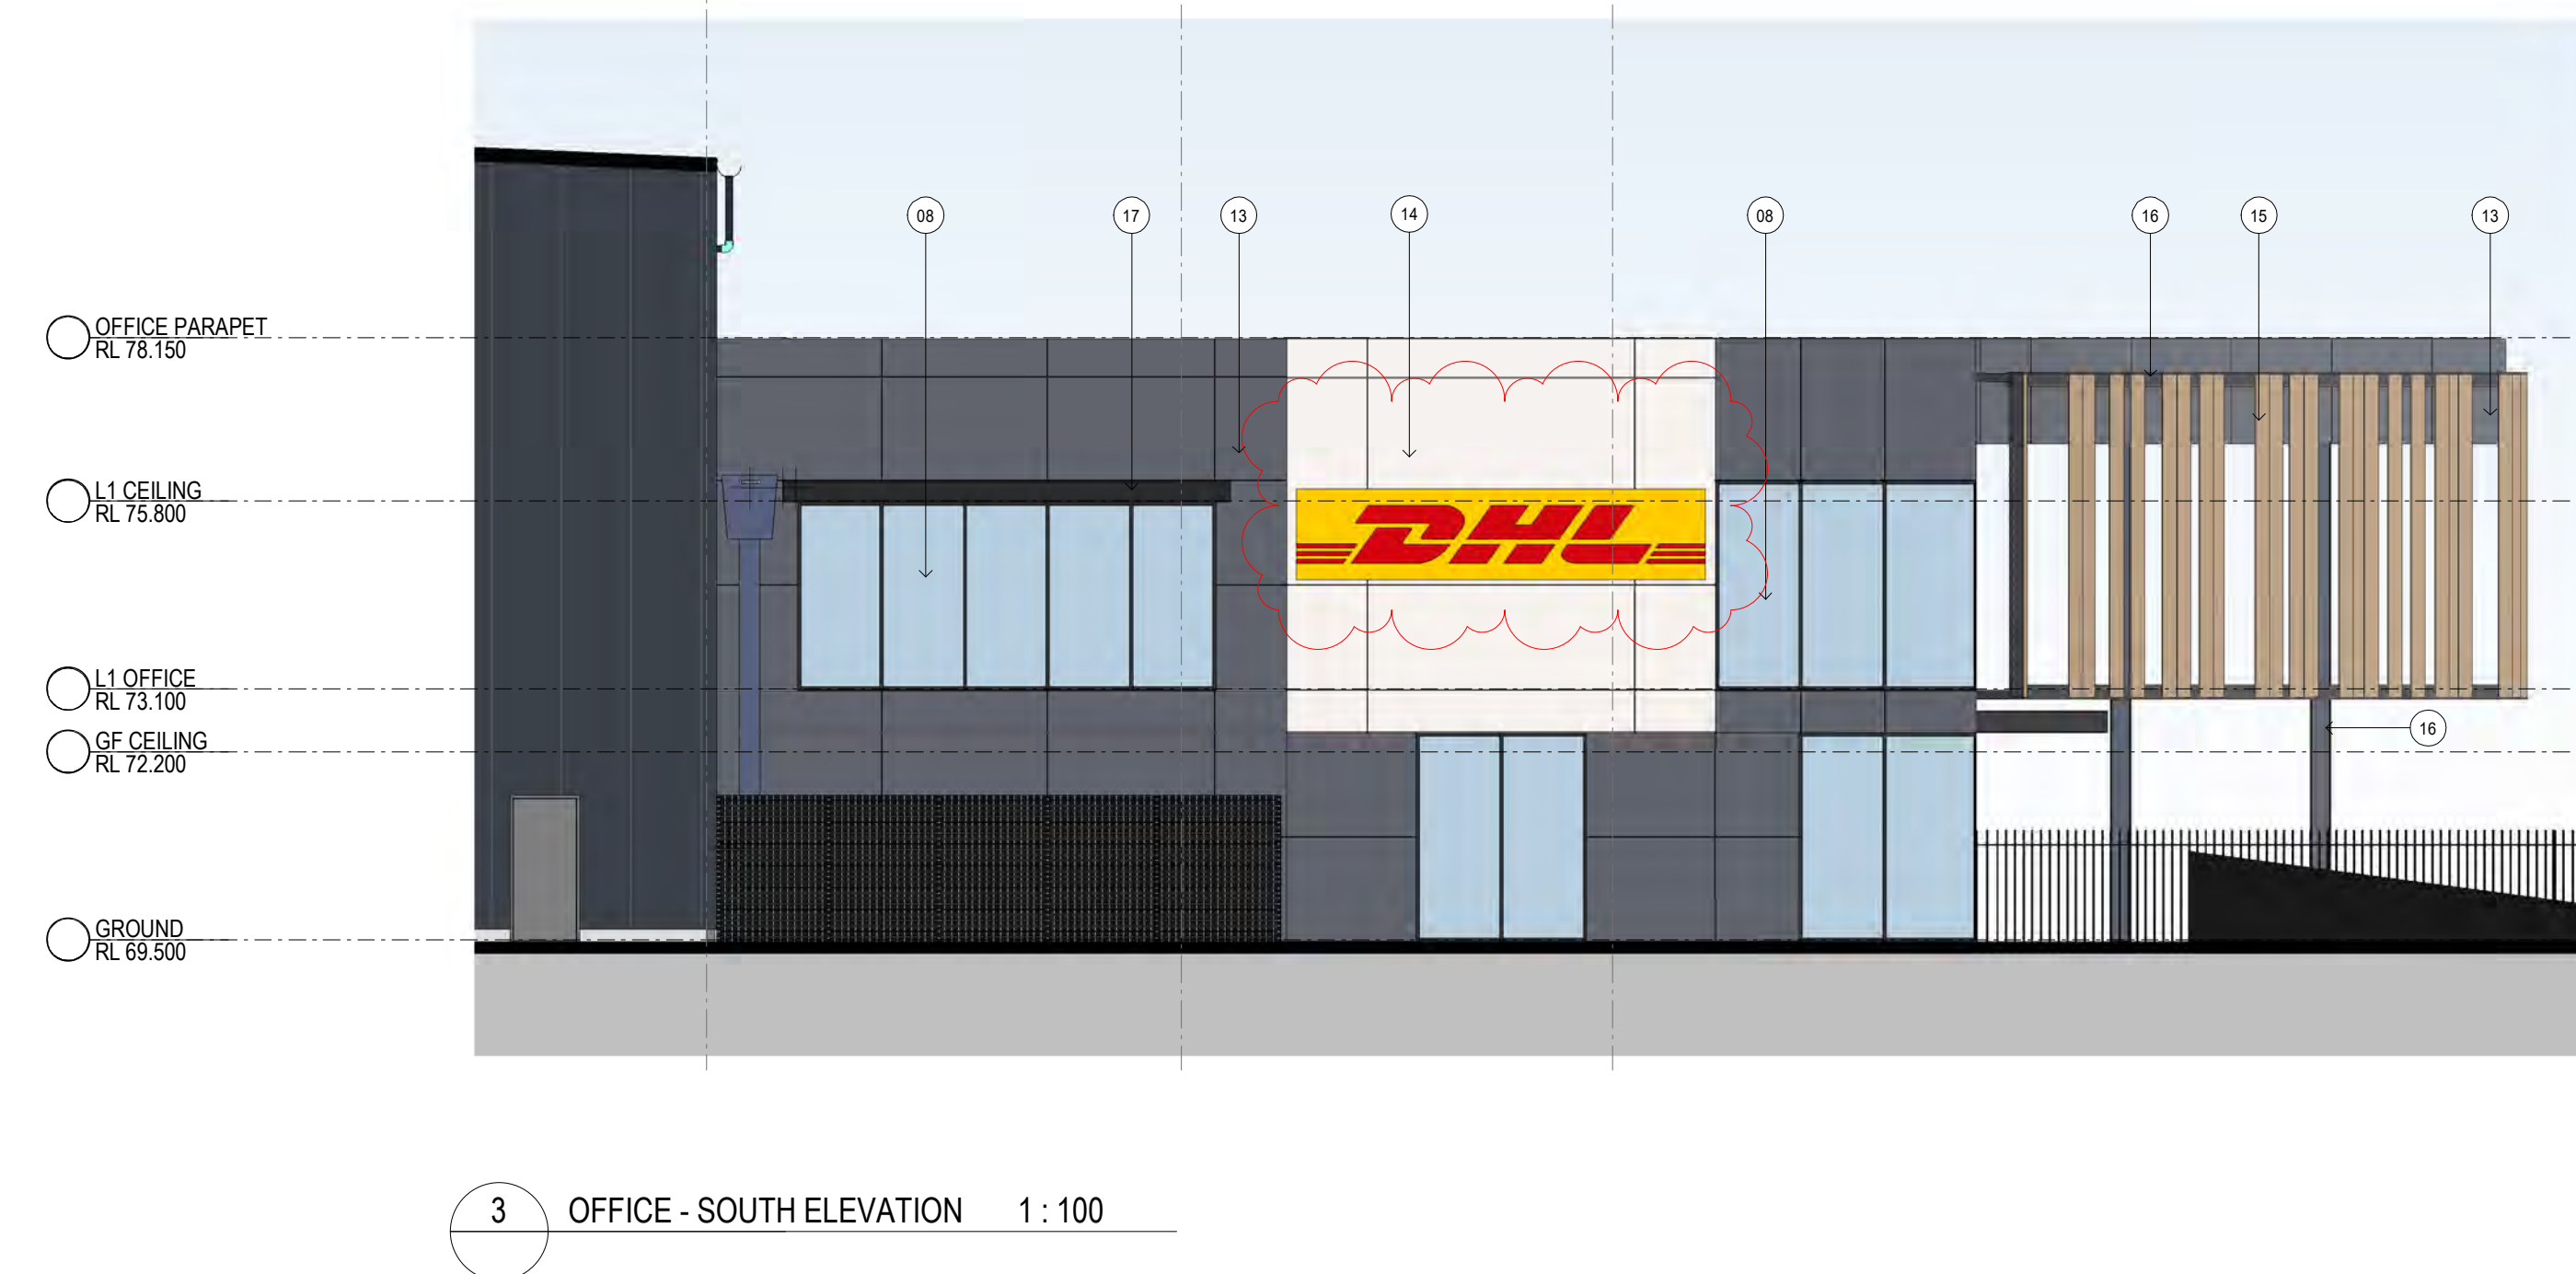 08
17
13
14
08
16
15
13
OFFICE PARAPET
RL 78.150
L1 CEILING
RL 75.800
DHL
L1 OFFICE
RL 73.100
16
GF CEILING
RL 72.200
GROUND
RL 69.500
3
OFFICE - SOUTH ELEVATION 1 : 100